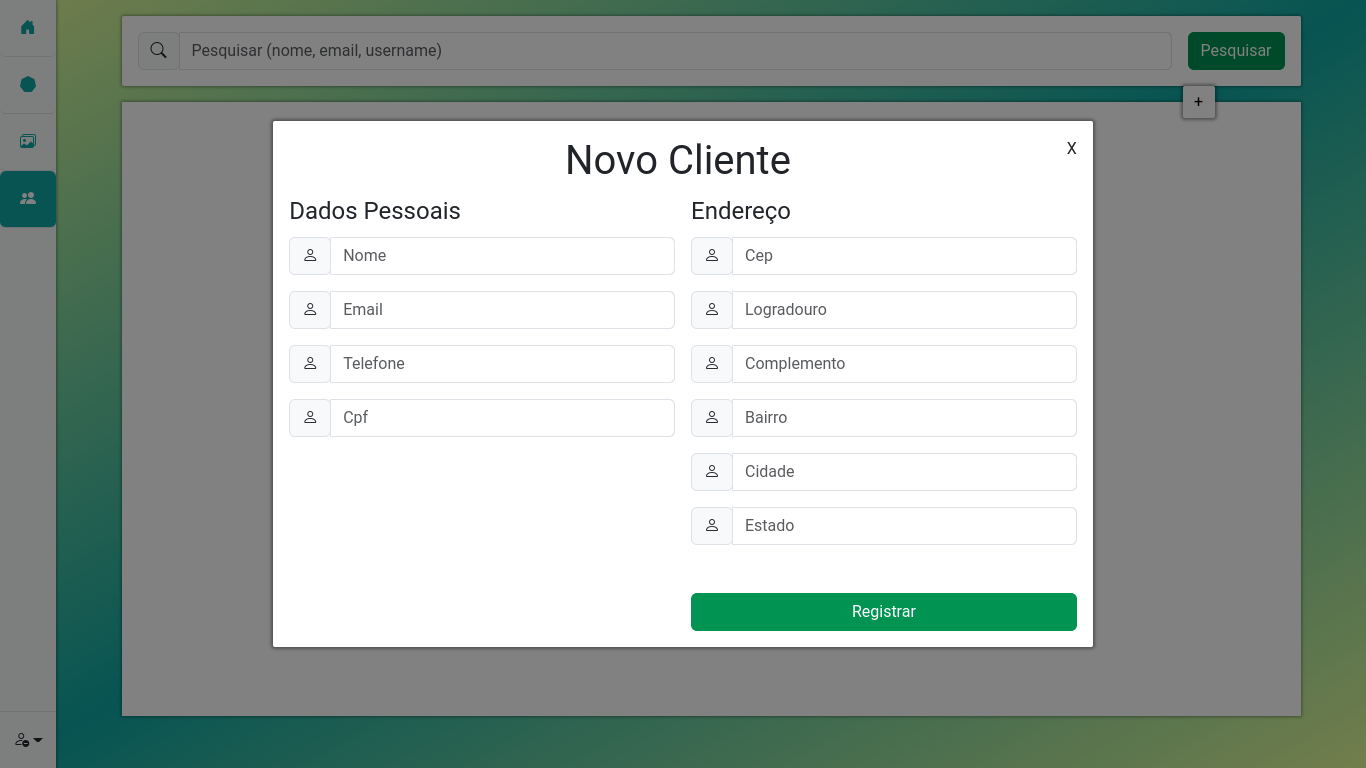 Pesquisar (nome, email, username)
Pesquisar
+
Novo Cliente
X
Dados Pessoais
Nome
Email
Telefone
Cpf
Endereço
Cep
Logradouro
Complemento
Bairro
Cidade
Estado
Registrar